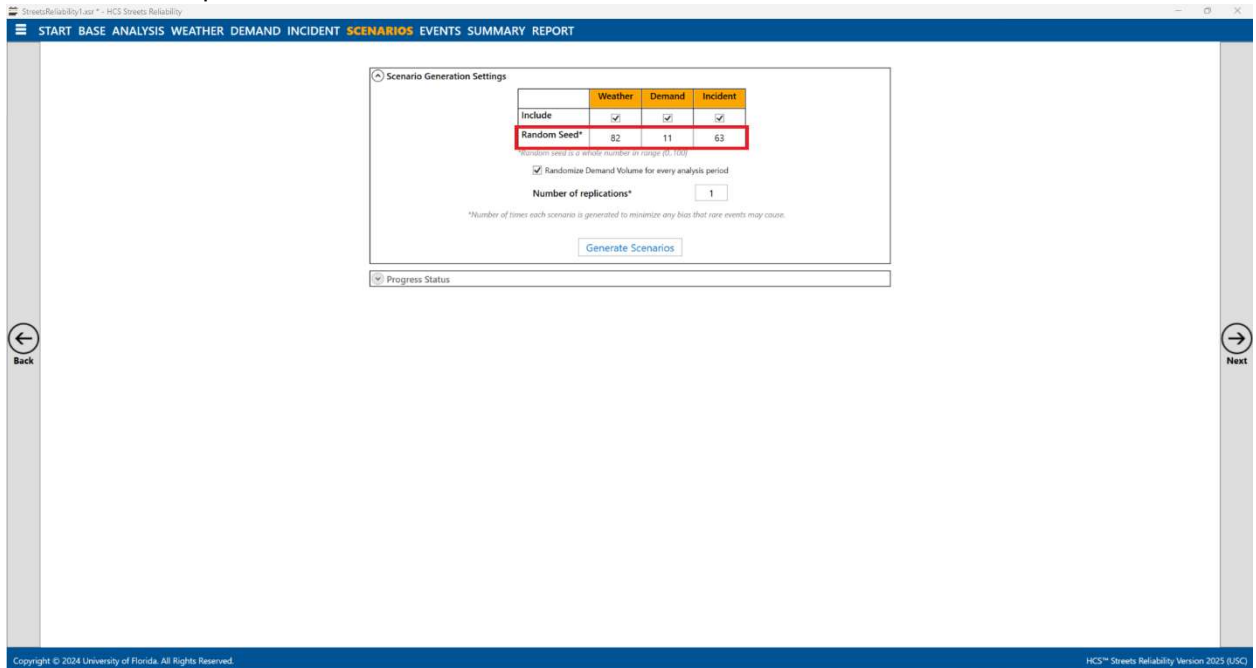 StreetsReliability1.xsr * - HCS Streets Reliability
START BASE ANALYSIS WEATHER DEMAND INCIDENT SCENARIOS EVENTS SUMMARY REPORT
Scenario Generation Settings
Weather Demand Incident
Include
Random Seed* 82 11 63
*Random seed is a whole number in range [0, 100]
Randomize Demand Volume for every analysis period
Number of replications* 1
*Number of times each scenario is generated to minimize any bias that rare events may cause.
Generate Scenarios
Progress Status
Back
Next
Copyright © 2024 University of Florida. All Rights Reserved.
HCS™ Streets Reliability Version 2025 (USC)